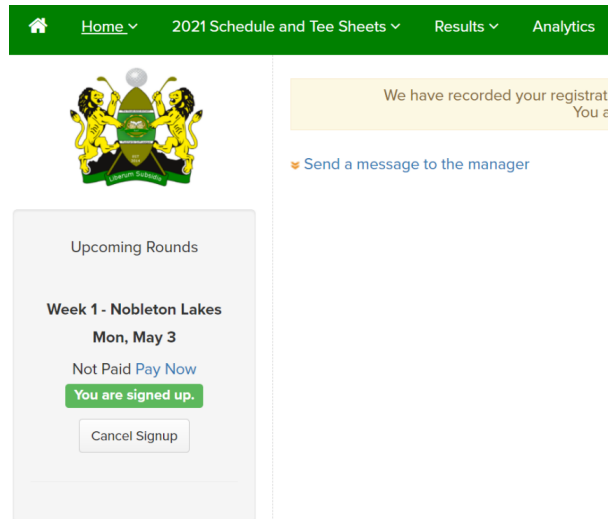 Home
2021 Schedule and Tee Sheets
Results
Analytics
We have recorded your registrat
You a
Send a message to the manager
Liberum Subsidia
Upcoming Rounds
Week 1 - Nobleton Lakes
Mon, May 3
Not Paid Pay Now
You are signed up.
Cancel Signup